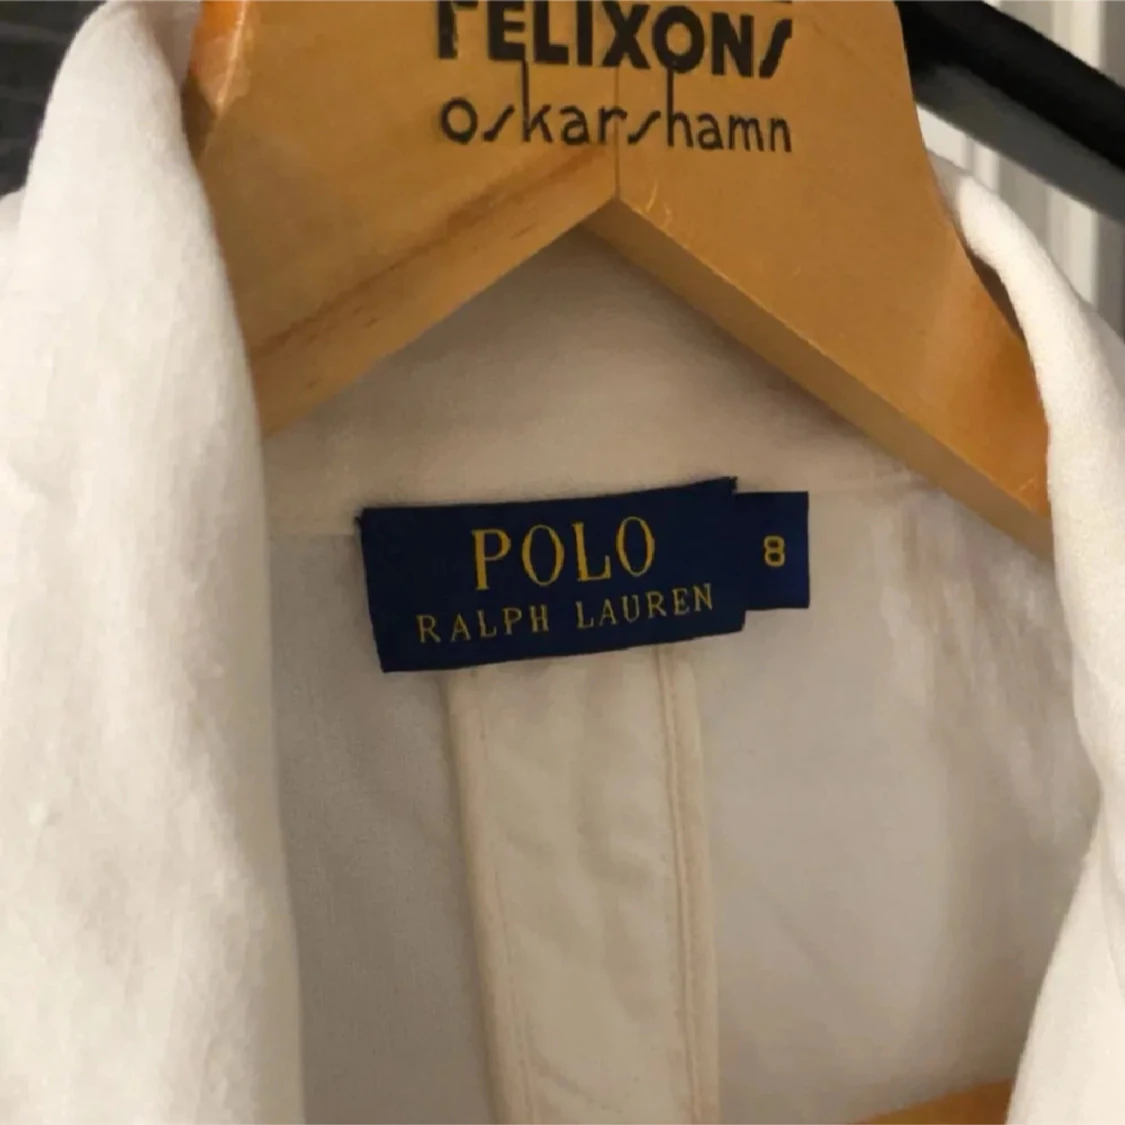 FELIXONS
oskarshamn
POLO
RALPH LAUREN
8